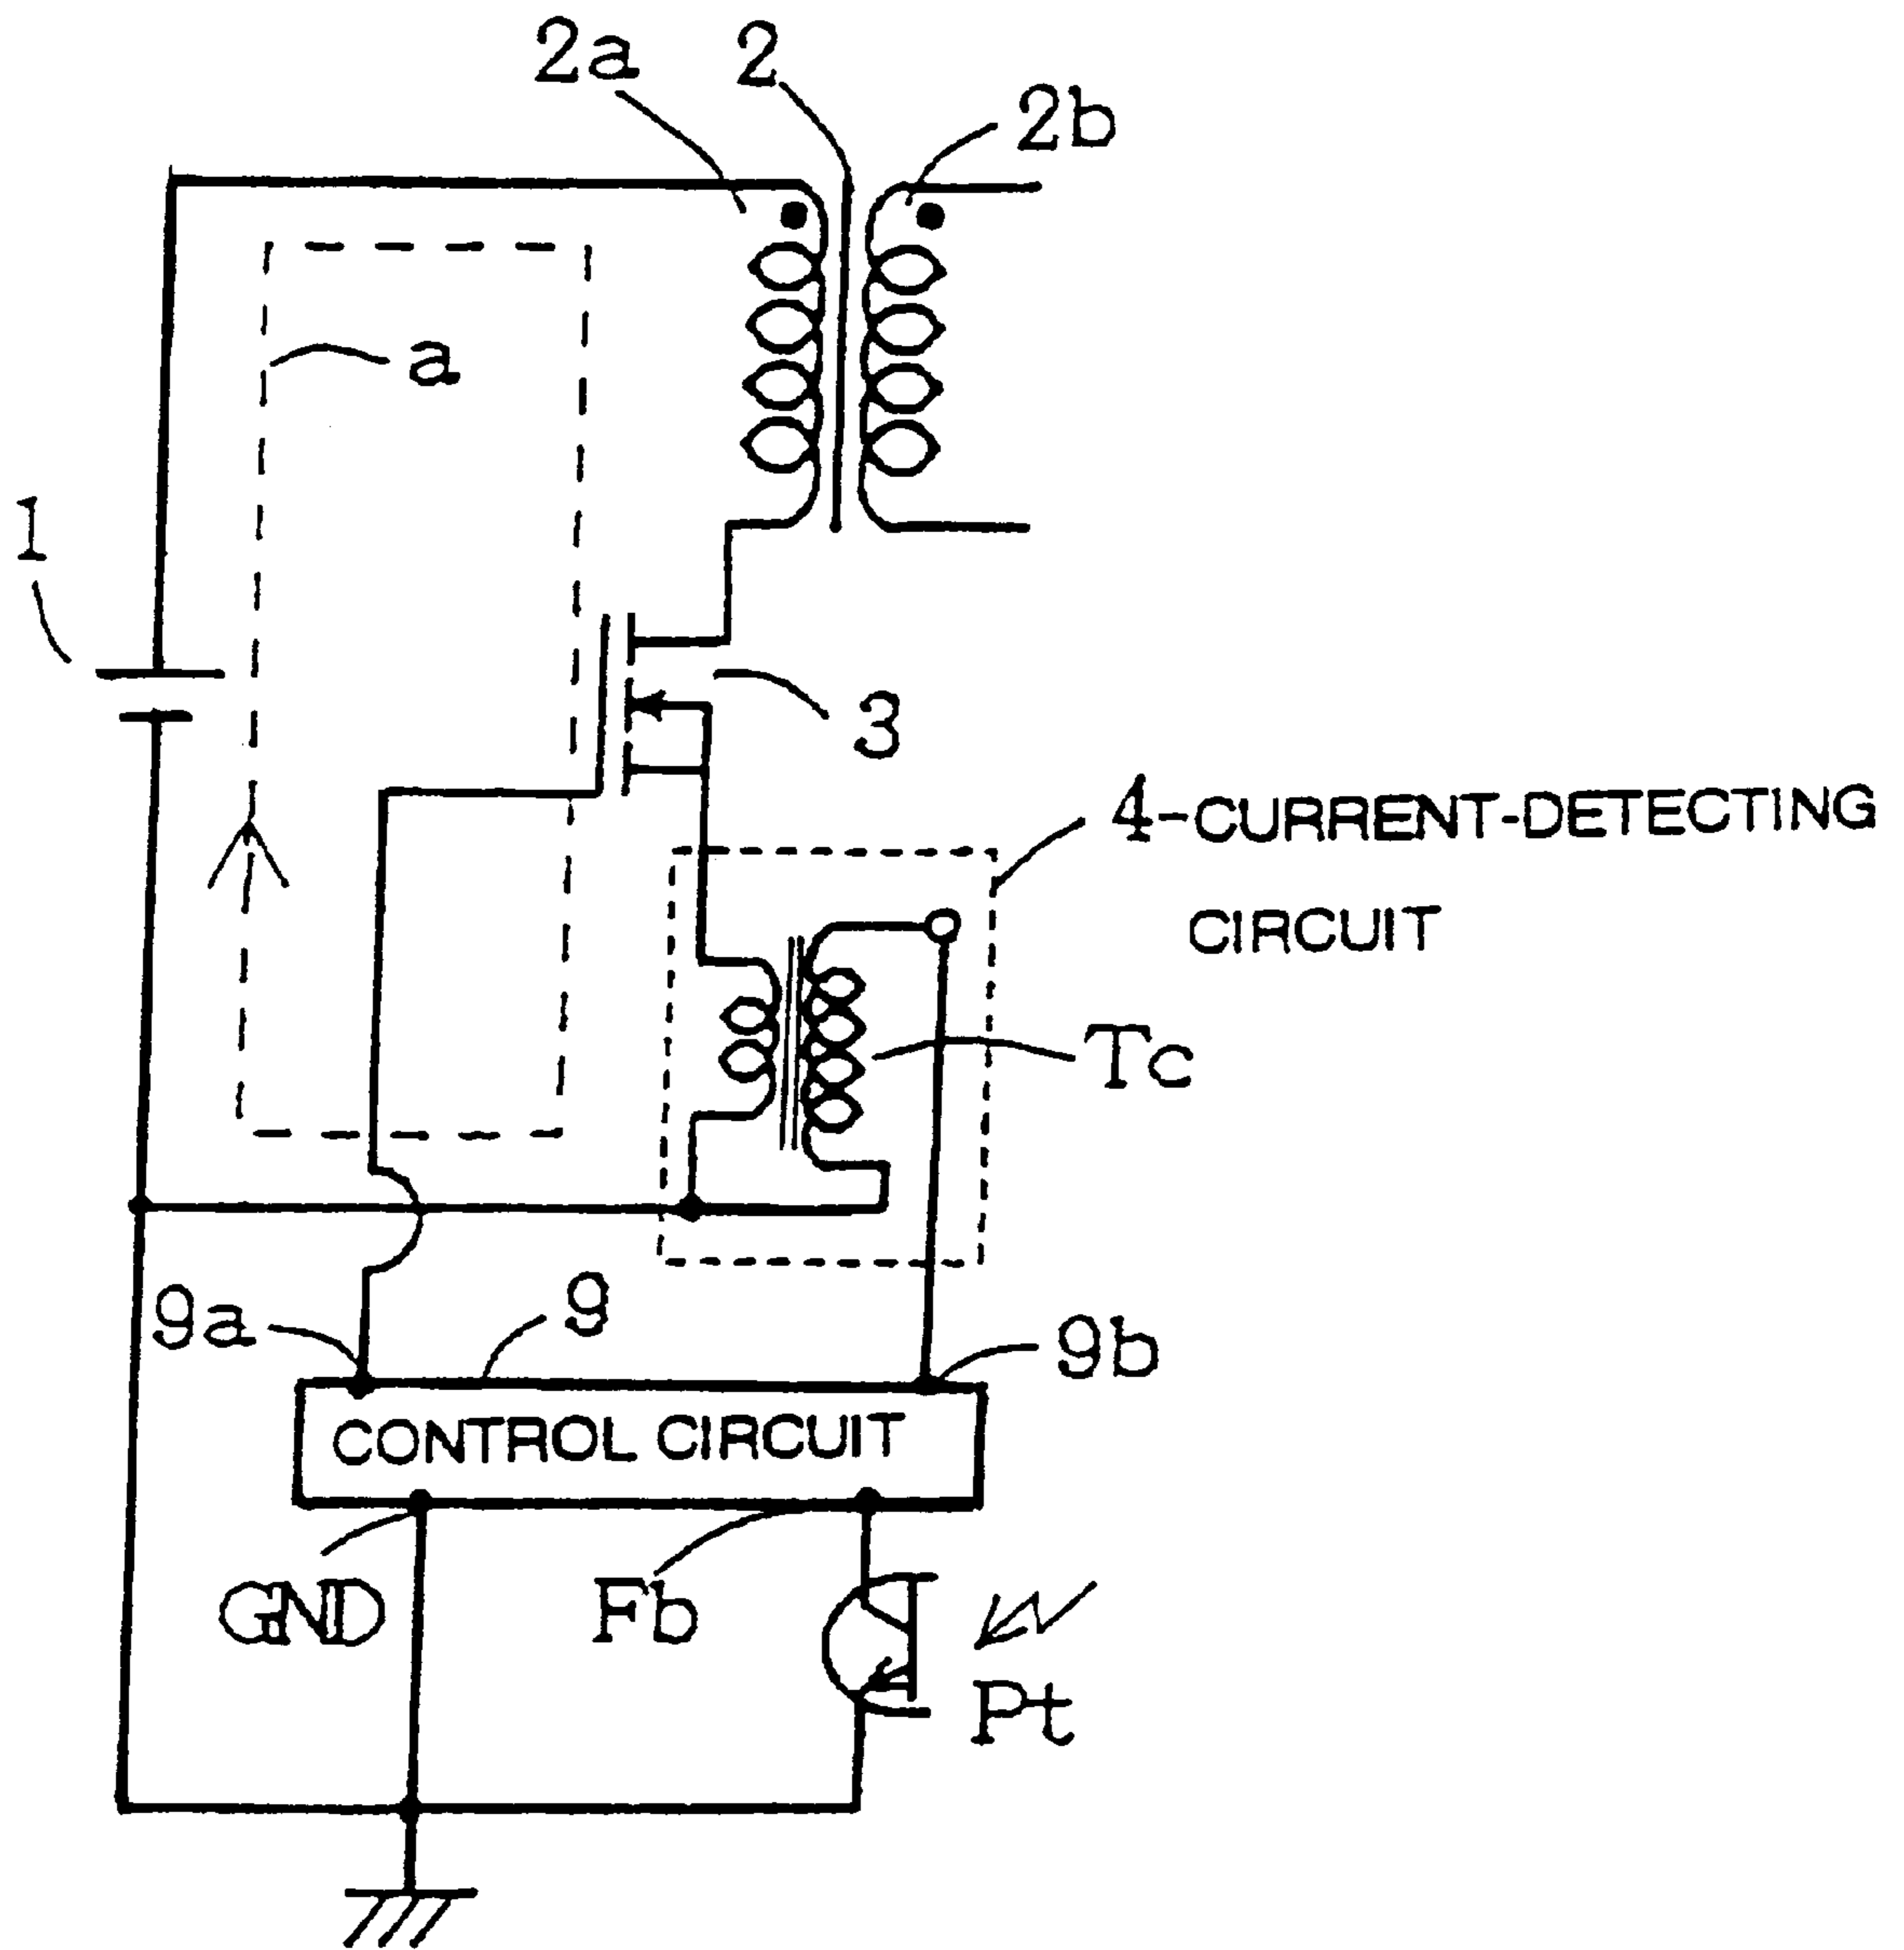 2a
2
2b
a
1
3
4-CURRENT-DETECTING
CIRCUIT
Tc
9a
9
9b
CONTROL CIRCUIT
GND
Fb
Pt